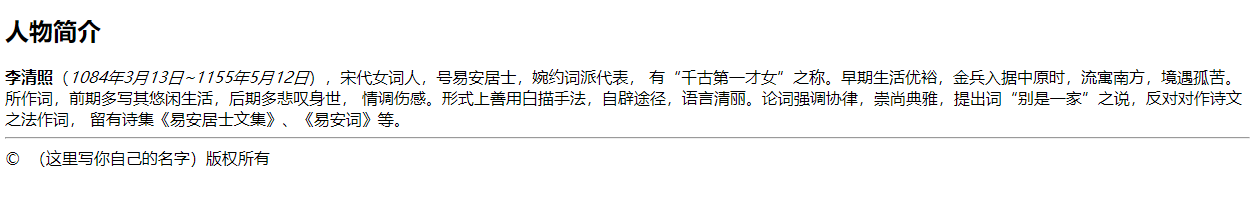 人物简介
李清照（1084年3月13日~1155年5月12日），宋代女词人，号易安居士，婉约词派代表， 有“千古第一才女”之称。早期生活优裕，金兵入据中原时，流寓南方，境遇孤苦。
所作词，前期多写其悠闲生活，后期多悲叹身世， 情调伤感。形式上善用白描手法，自辟途径，语言清丽。论词强调协律，崇尚典雅，提出词“别是一家”之说，反对对作诗文
之法作词， 留有诗集《易安居士文集》、《易安词》等。
© （这里写你自己的名字）版权所有